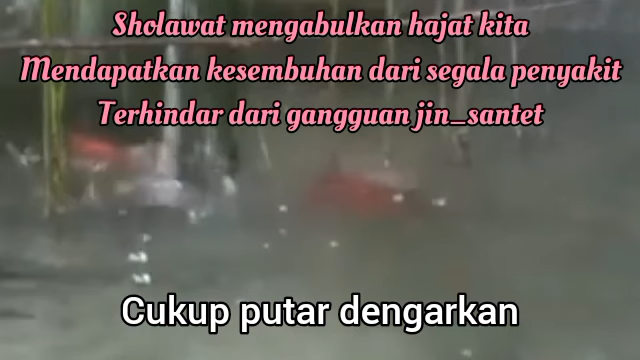 Sholawat mengabulkan hajat kita
Mendapatkan kesembuhan dari segala penyakit
Terhindar dari gangguan jin_santet
Cukup putar dengarkan